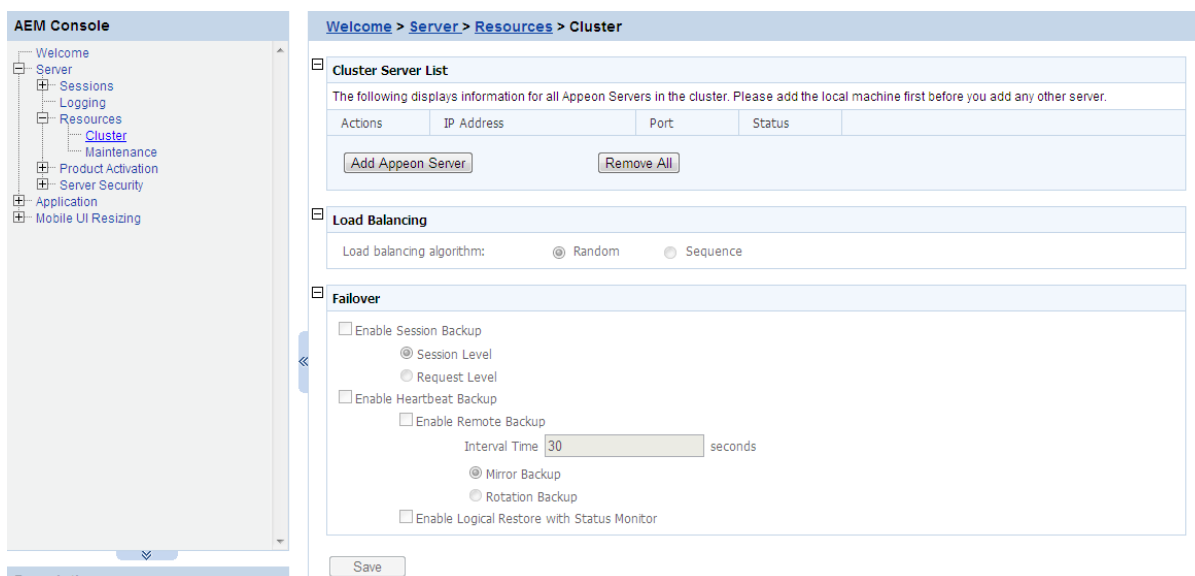 AEM Console
Welcome
Server
Sessions
Logging
Resources
Cluster
Maintenance
Product Activation
Server Security
Application
Mobile UI Resizing
Welcome > Server > Resources > Cluster
Cluster Server List
The following displays information for all Appeon Servers in the cluster. Please add the local machine first before you add any other server.
Actions IP Address Port Status
Add Appeon Server Remove All
Load Balancing
Load balancing algorithm: Random Sequence
Failover
Enable Session Backup
Session Level
Request Level
Enable Heartbeat Backup
Enable Remote Backup
Interval Time 30 seconds
Mirror Backup
Rotation Backup
Enable Logical Restore with Status Monitor
Save